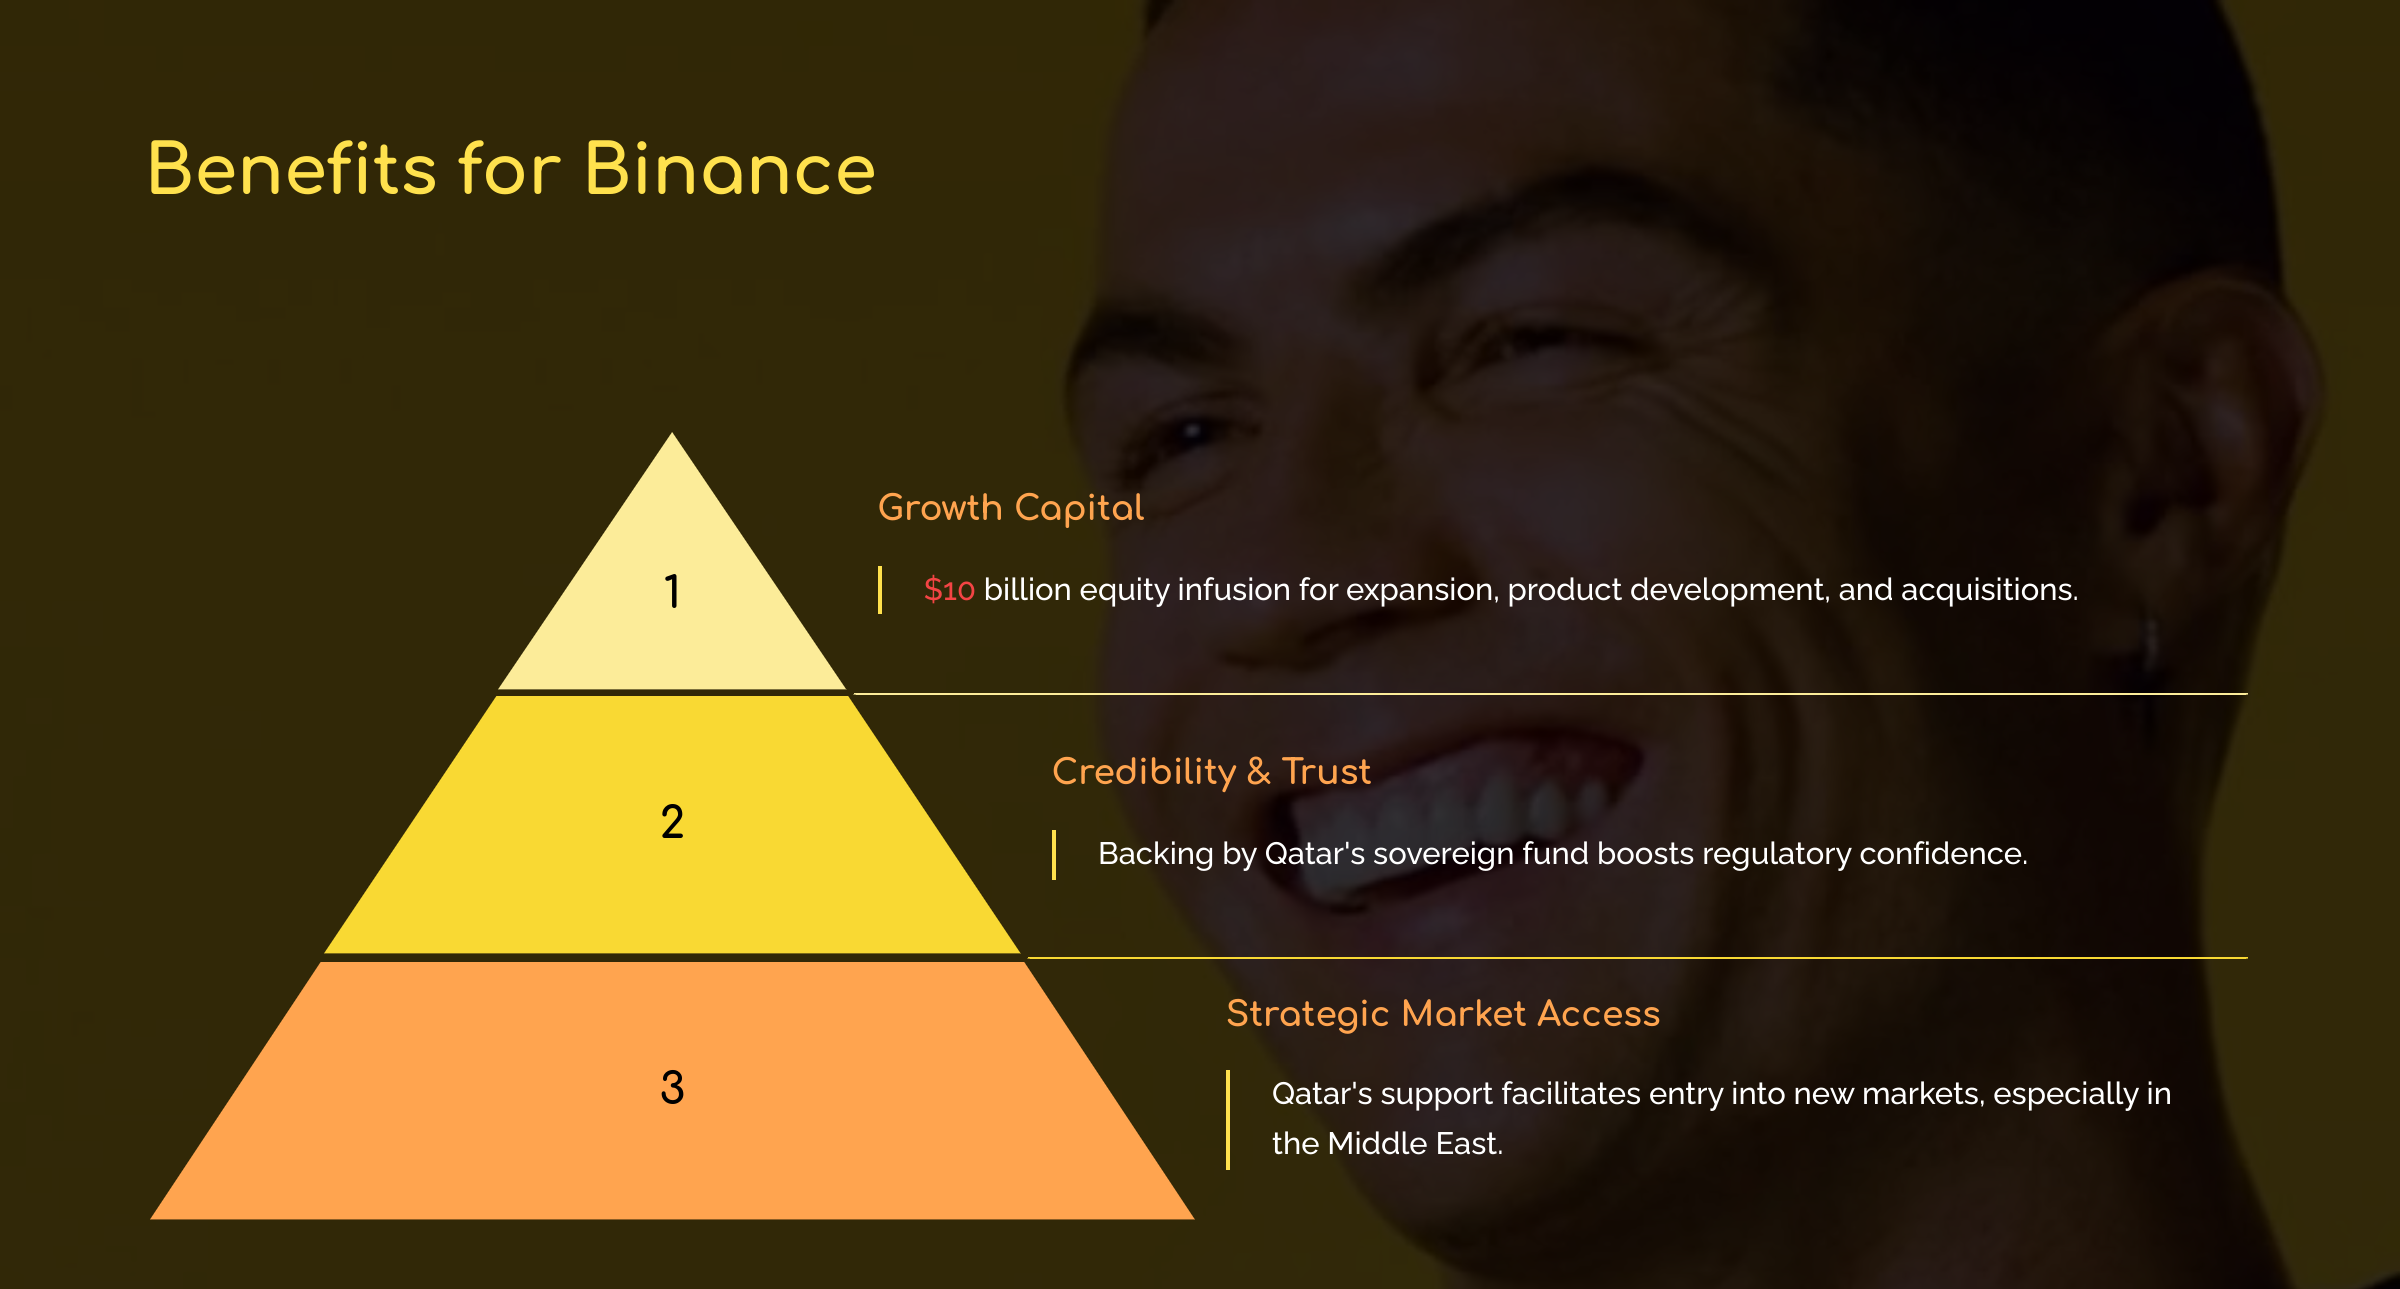 Benefits for Binance
1
Growth Capital
$10 billion equity infusion for expansion, product development, and acquisitions.
2
Credibility & Trust
Backing by Qatar's sovereign fund boosts regulatory confidence.
3
Strategic Market Access
Qatar's support facilitates entry into new markets, especially in
the Middle East.